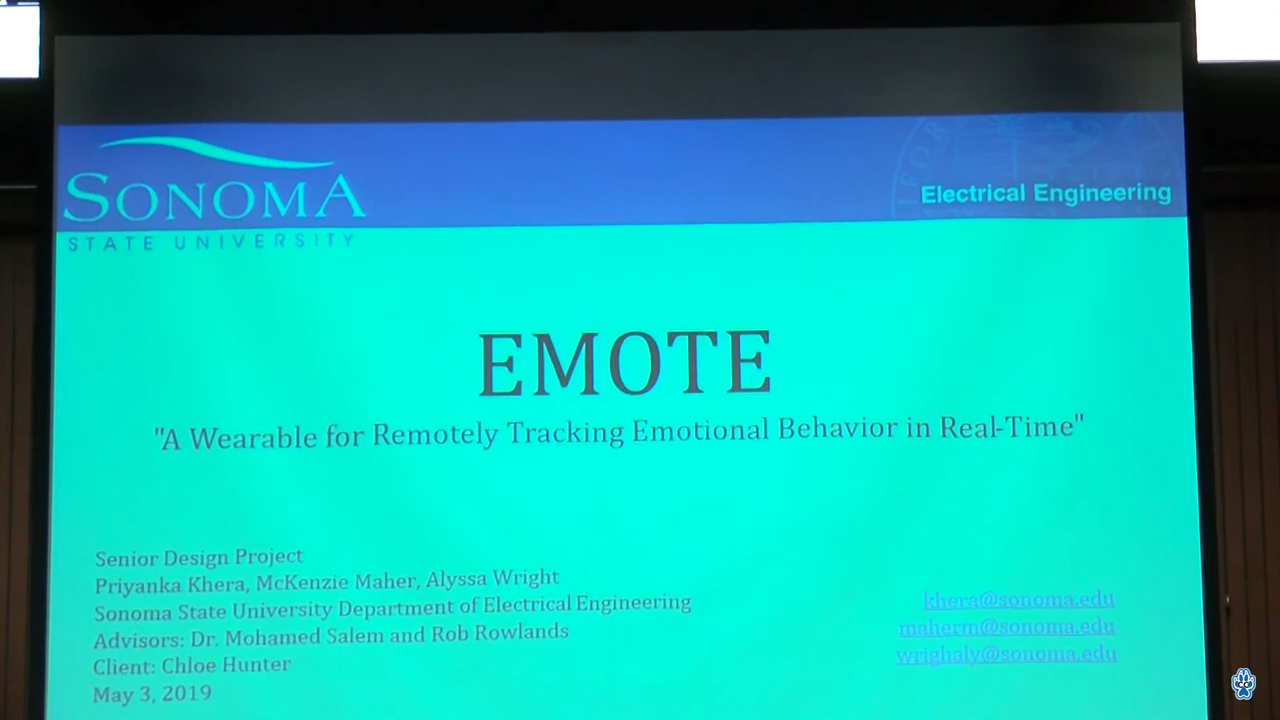 SONOMA
STATE UNIVERSITY
Electrical Engineering
EMOTE
"A Wearable for Remotely Tracking Emotional Behavior in Real-Time"
Senior Design Project
Priyanka Khera, McKenzie Maher, Alyssa Wright
Sonoma State University Department of Electrical Engineering
Advisors: Dr. Mohamed Salem and Rob Rowlands
Client: Chloe Hunter
May 3, 2019
khera@sonoma.edu
maherm@sonoma.edu
wrighaly@sonoma.edu